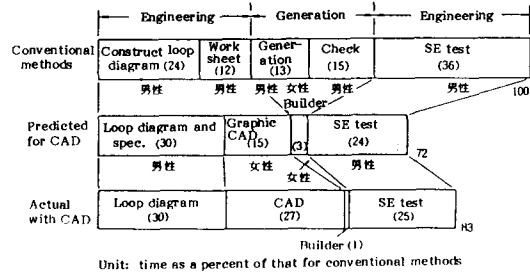 Engineering Generation Engineering
Conventional methods
Construct loop diagram (24)
Work sheet (12)
Gener-ation (13)
Check (15)
SE test (36)
男性 男性 男性 女性 男性 男性 100
Builder
Predicted for CAD
Loop diagram and spec. (30)
Graphic CAD (15)
(3)
SE test (24)
72
男性 女性 女性 男性
Actual with CAD
Loop diagram (30)
CAD (27)
SE test (25)
83
Builder (1)
Unit: time as a percent of that for conventional methods